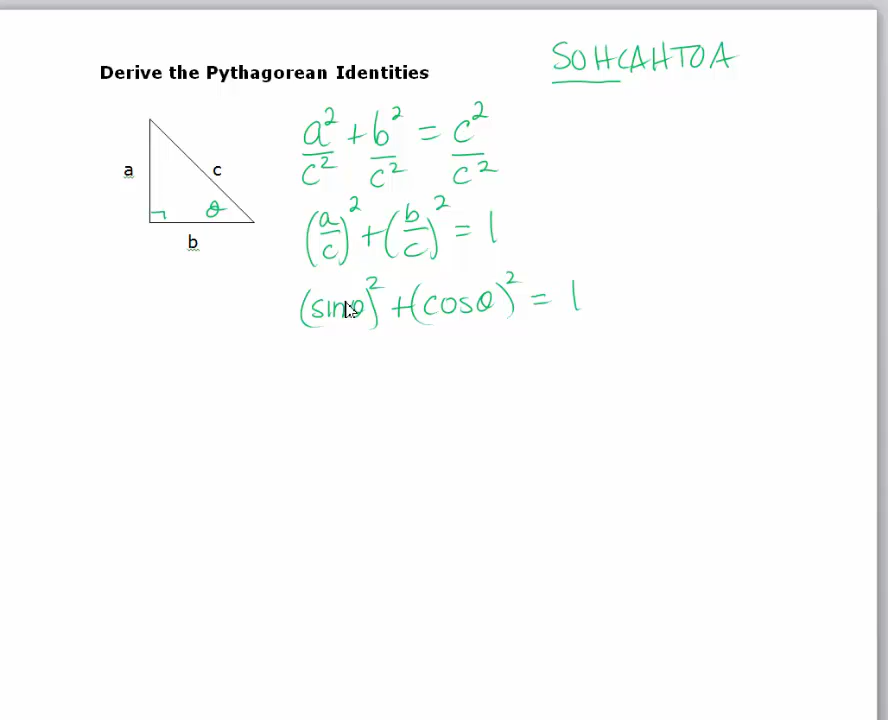 SOHCAHTOA
Derive the Pythagorean Identities
a
c
θ
b
a²/c² + b²/c² = c²/c²
(a/c)² + (b/c)² = 1
(sinθ)² + (cosθ)² = 1